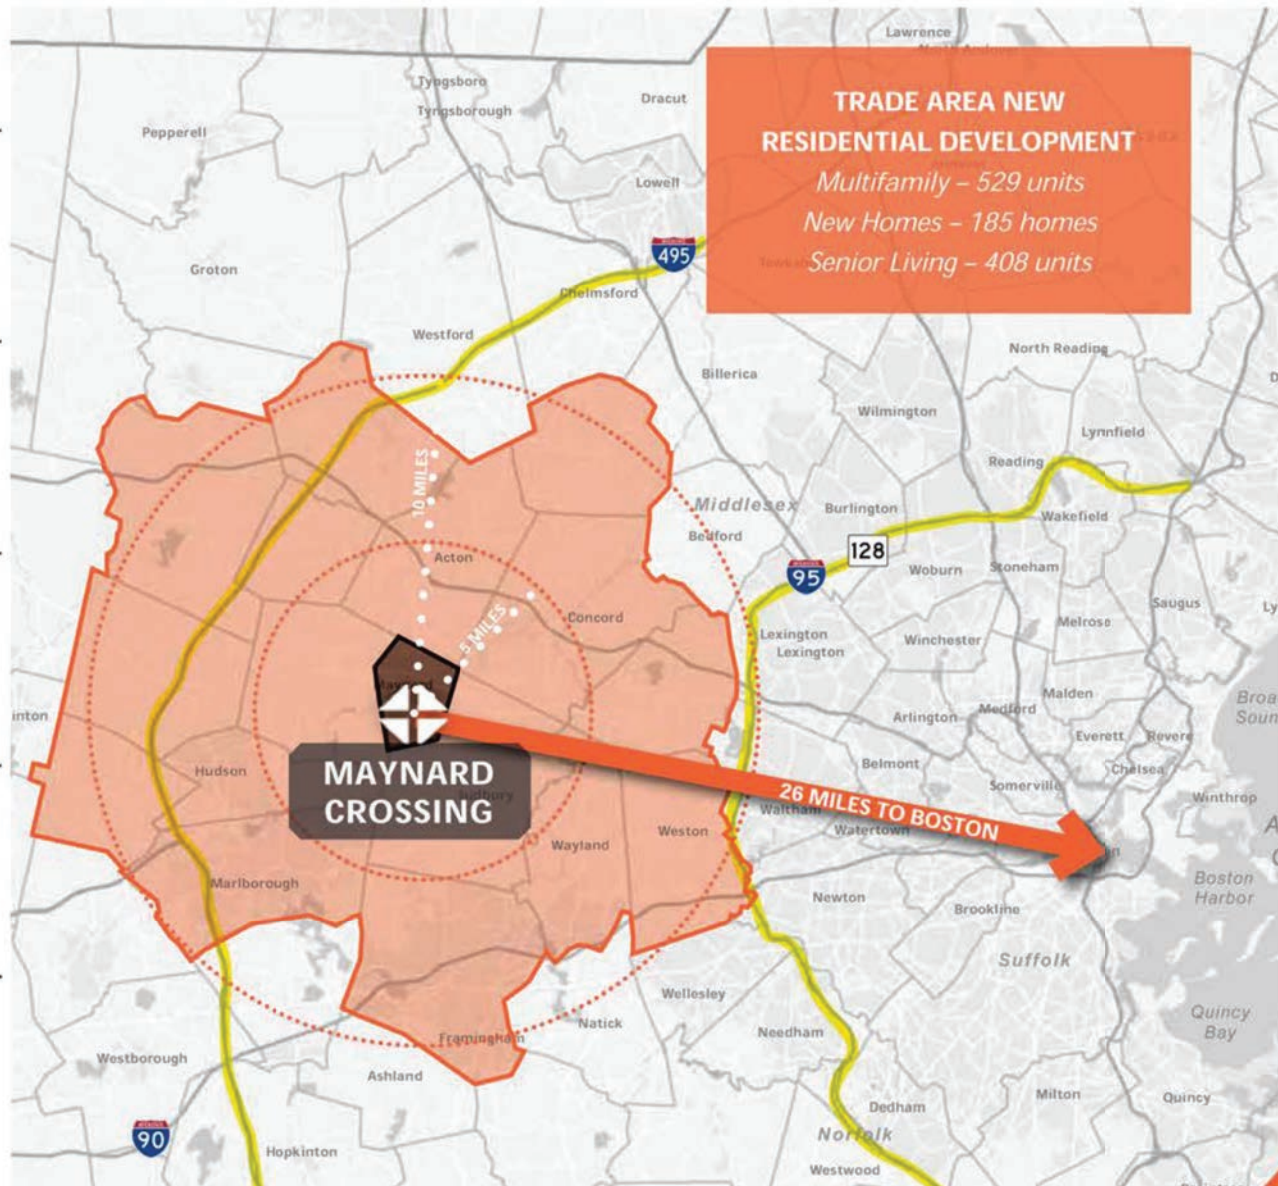 Lawrence
Tyngsboro
Tyngsborough
Dracut
Pepperell
Lowell
TRADE AREA NEW
RESIDENTIAL DEVELOPMENT
Multifamily – 529 units
New Homes – 185 homes
Senior Living – 408 units
495
Groton
Chelmsford
Westford
North Reading
Billerica
Wilmington
Lynnfield
Reading
10 MILES
Middlesex
Burlington
Wakefield
Bedford
128
Acton
95
Woburn
Stoneham
Saugus
5 MILES
Concord
Melrose
Lexington
Lexington
Winchester
Malden
Medford
Arlington
Everett
Revere
Belmont
Chelsea
Hudson
MAYNARD
CROSSING
Somerville
Winthrop
26 MILES TO BOSTON
Waltham
Watertown
Weston
Wayland
Marlborough
Boston
Harbor
Newton
Brookline
Suffolk
Wellesley
Quincy
Bay
Natick
Needham
Framingham
Westborough
Ashland
Milton
Quincy
Dedham
90
Norfolk
Hopkinton
Westwood